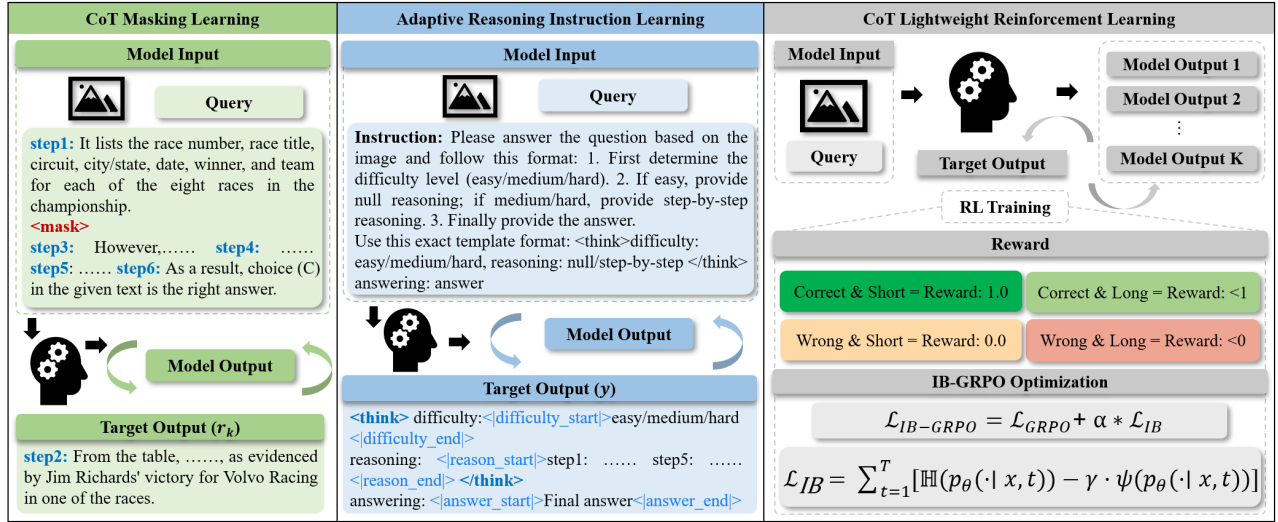 CoT Masking Learning
Model Input
Query
step1: It lists the race number, race title,
circuit, city/state, date, winner, and team
for each of the eight races in the
championship.
<mask>
step3: However,…… step4: ……
step5: …… step6: As a result, choice (C)
in the given text is the right answer.
Model Output
Target Output (r_k)
step2: From the table, ……, as evidenced
by Jim Richards' victory for Volvo Racing
in one of the races.
Adaptive Reasoning Instruction Learning
Model Input
Query
Instruction: Please answer the question based on the
image and follow this format: 1. First determine the
difficulty level (easy/medium/hard). 2. If easy, provide
null reasoning; if medium/hard, provide step-by-step
reasoning. 3. Finally provide the answer.
Use this exact template format: <think>difficulty:
easy/medium/hard, reasoning: null/step-by-step </think>
answering: answer
Model Output
Target Output (y)
<think> difficulty:<|difficulty_start|>easy/medium/hard
<|difficulty_end|>
reasoning: <|reason_start|>step1: …… step5: ……
<|reason_end|> </think>
answering: <|answer_start|>Final answer<|answer_end|>
CoT Lightweight Reinforcement Learning
Model Input
Query
Target Output
Model Output 1
Model Output 2
⋮
Model Output K
RL Training
Reward
Correct & Short = Reward: 1.0
Correct & Long = Reward: <1
Wrong & Short = Reward: 0.0
Wrong & Long = Reward: <0
IB-GRPO Optimization
ℒ_{IB−GRPO} = ℒ_{GRPO} + α ∗ ℒ_{IB}
ℒ_{IB} = ∑_{t=1}^{T}[ℍ(p_θ(· | x, t)) − γ · ψ(p_θ(· | x, t))]